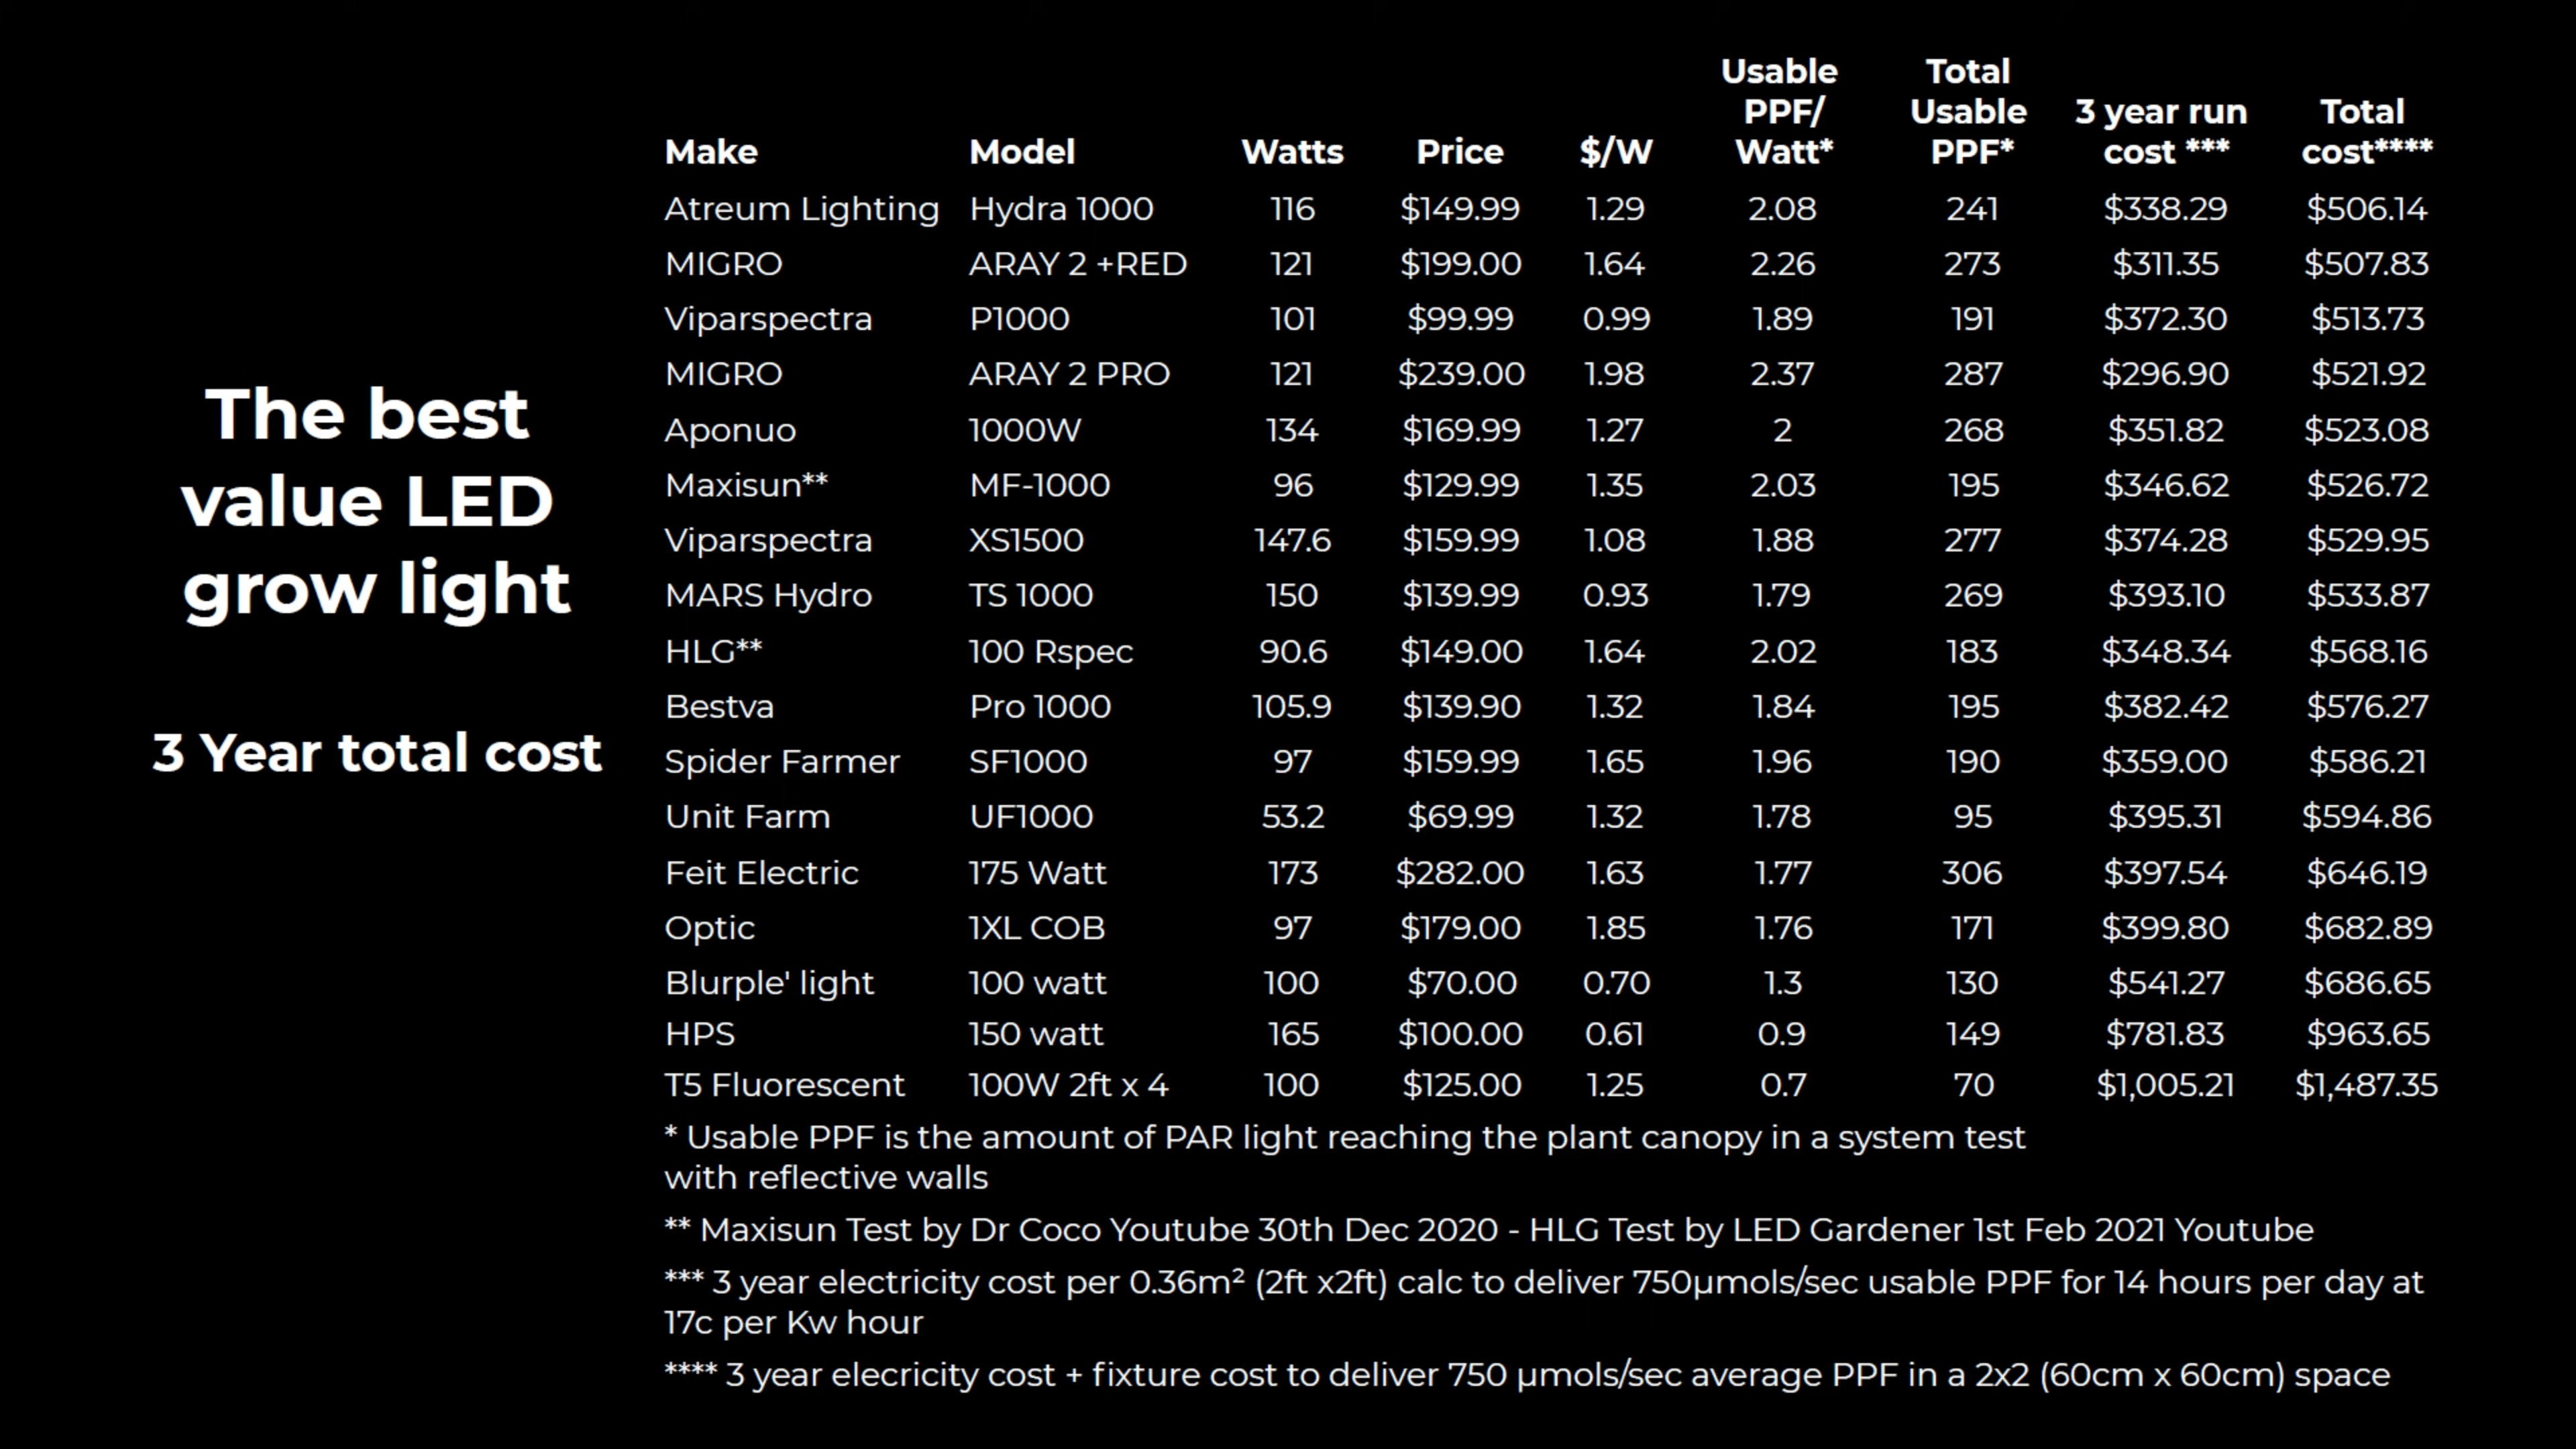 The best
value LED
grow light
3 Year total cost
Usable Total
PPF/ Usable 3 year run Total
Make Model Watts Price $/W Watt* PPF* cost *** cost****
Atreum Lighting Hydra 1000 116 $149.99 1.29 2.08 241 $338.29 $506.14
MIGRO ARAY 2 +RED 121 $199.00 1.64 2.26 273 $311.35 $507.83
Viparspectra P1000 101 $99.99 0.99 1.89 191 $372.30 $513.73
MIGRO ARAY 2 PRO 121 $239.00 1.98 2.37 287 $296.90 $521.92
Aponuo 1000W 134 $169.99 1.27 2 268 $351.82 $523.08
Maxisun** MF-1000 96 $129.99 1.35 2.03 195 $346.62 $526.72
Viparspectra XS1500 147.6 $159.99 1.08 1.88 277 $374.28 $529.95
MARS Hydro TS 1000 150 $139.99 0.93 1.79 269 $393.10 $533.87
HLG** 100 Rspec 90.6 $149.00 1.64 2.02 183 $348.34 $568.16
Bestva Pro 1000 105.9 $139.90 1.32 1.84 195 $382.42 $576.27
Spider Farmer SF1000 97 $159.99 1.65 1.96 190 $359.00 $586.21
Unit Farm UF1000 53.2 $69.99 1.32 1.78 95 $395.31 $594.86
Feit Electric 175 Watt 173 $282.00 1.63 1.77 306 $397.54 $646.19
Optic 1XL COB 97 $179.00 1.85 1.76 171 $399.80 $682.89
Blurple' light 100 watt 100 $70.00 0.70 1.3 130 $541.27 $686.65
HPS 150 watt 165 $100.00 0.61 0.9 149 $781.83 $963.65
T5 Fluorescent 100W 2ft x 4 100 $125.00 1.25 0.7 70 $1,005.21 $1,487.35
* Usable PPF is the amount of PAR light reaching the plant canopy in a system test
with reflective walls
** Maxisun Test by Dr Coco Youtube 30th Dec 2020 - HLG Test by LED Gardener 1st Feb 2021 Youtube
*** 3 year electricity cost per 0.36m² (2ft x2ft) calc to deliver 750µmols/sec usable PPF for 14 hours per day at
17c per Kw hour
**** 3 year elecricity cost + fixture cost to deliver 750 µmols/sec average PPF in a 2x2 (60cm x 60cm) space